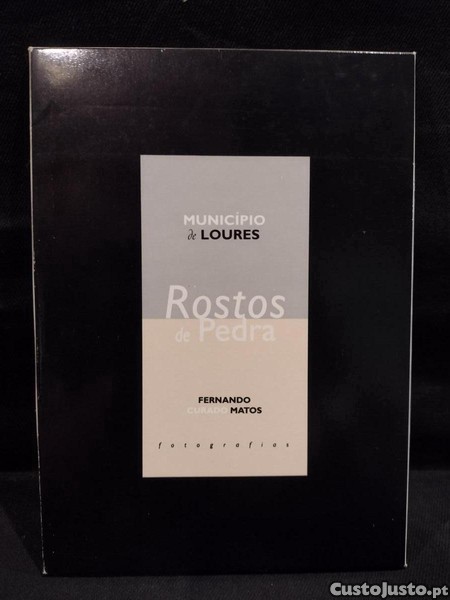 MUNICÍPIO
de LOURES
Rostos
de Pedra
FERNANDO
CURADO MATOS
fotografias
CustoJusto.pt